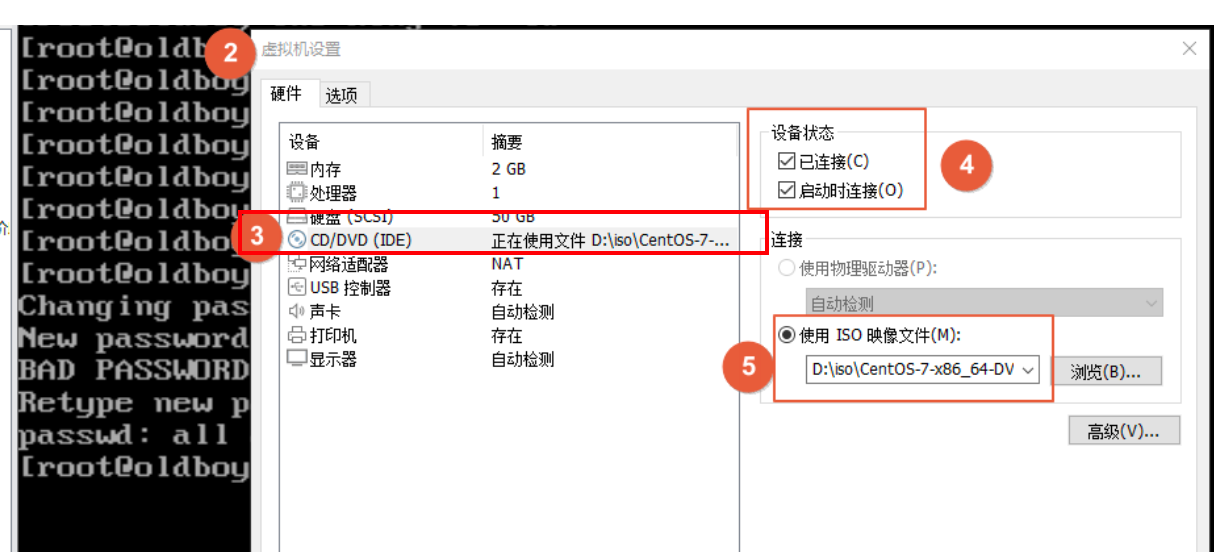 [root@oldb
2
虚拟机设置
[root@oldboy
硬件
选项
[root@oldboy
[root@oldboy
[root@oldboy
[root@oldbou
[root@oldbo
[root@oldboy
Changing pas
New password
BAD PASSWORD
Retype new p
passwd: all
[root@oldboy
价
设备
摘要
内存
2 GB
处理器
1
硬盘 (SCSI)
50 GB
3
CD/DVD (IDE)
正在使用文件 D:\iso\CentOS-7-...
网络适配器
NAT
USB 控制器
存在
声卡
自动检测
打印机
存在
显示器
自动检测
设备状态
已连接(C)
启动时连接(O)
4
连接
使用物理驱动器(P):
自动检测
使用 ISO 映像文件(M):
5
D:\iso\CentOS-7-x86_64-DV
浏览(B)...
高级(V)...